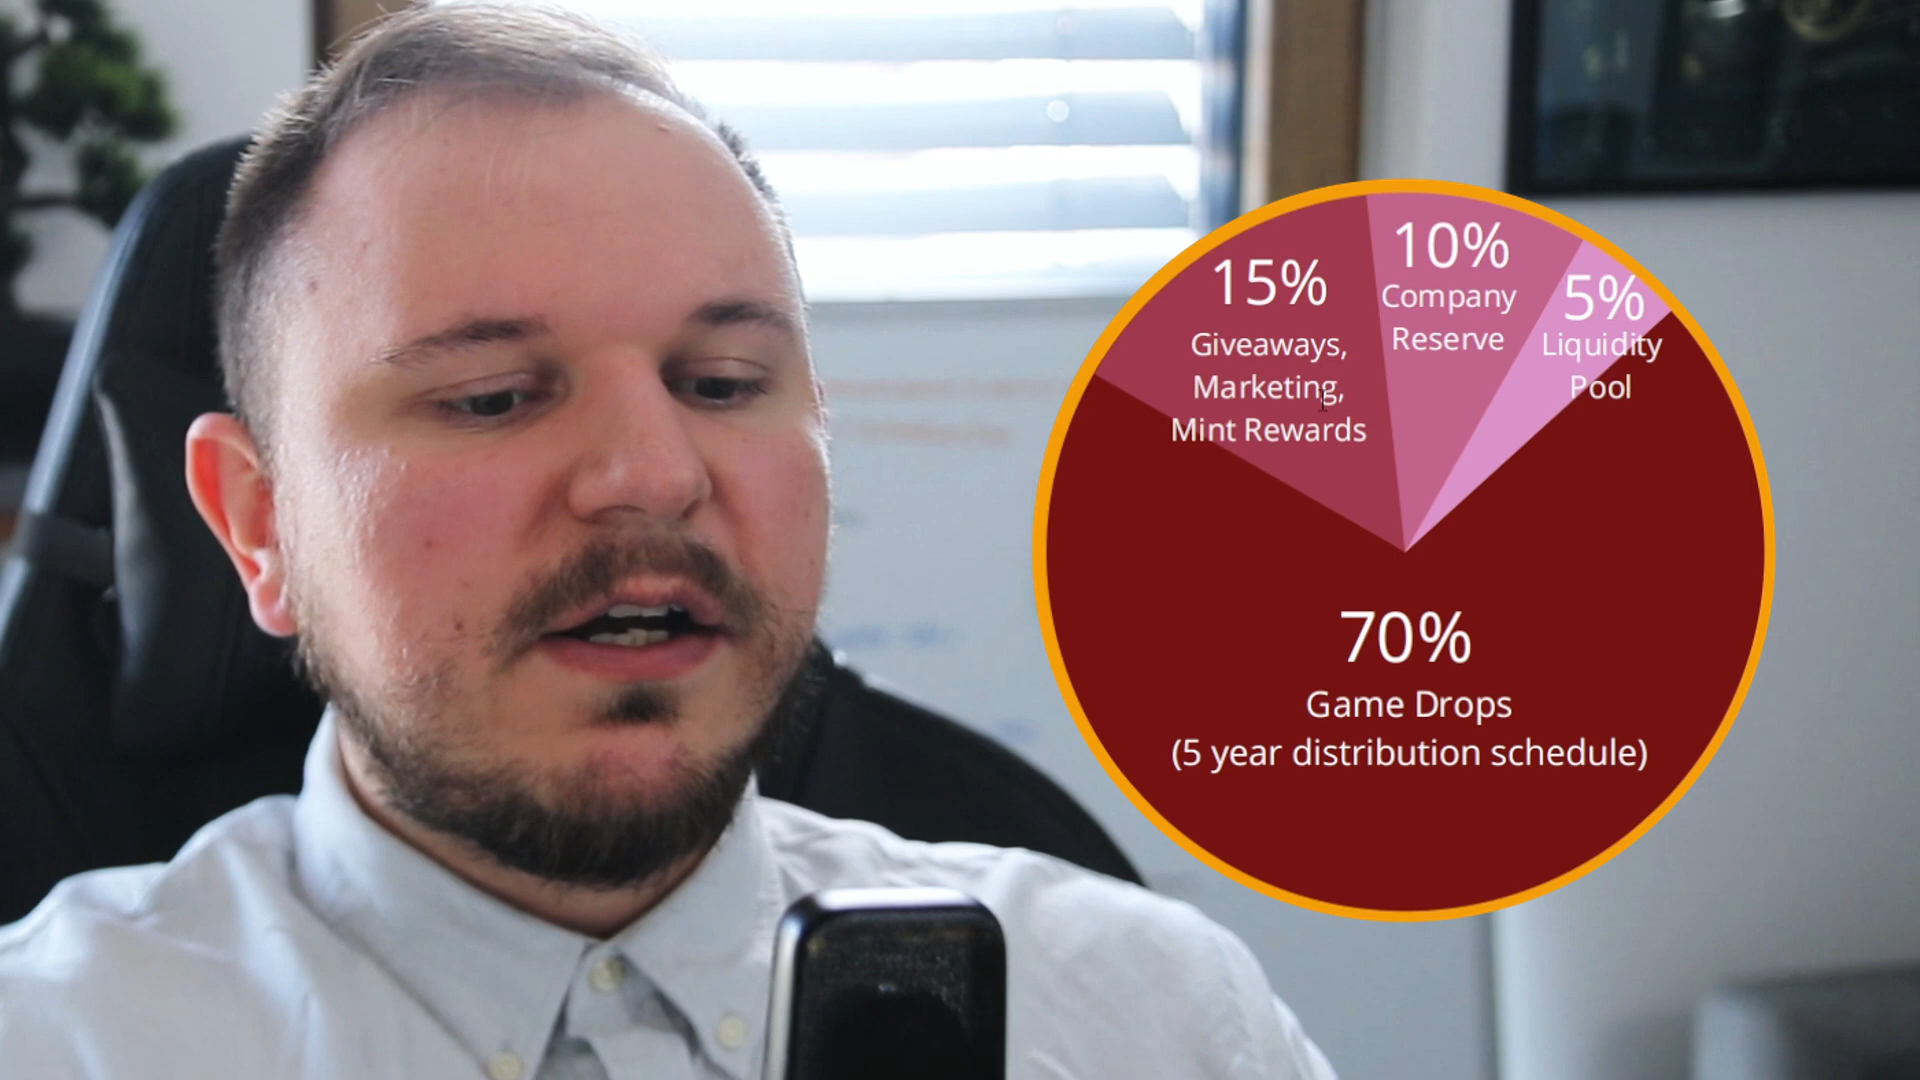 15%
Giveaways,
Marketing,
Mint Rewards
10%
Company
Reserve
5%
Liquidity
Pool
70%
Game Drops
(5 year distribution schedule)